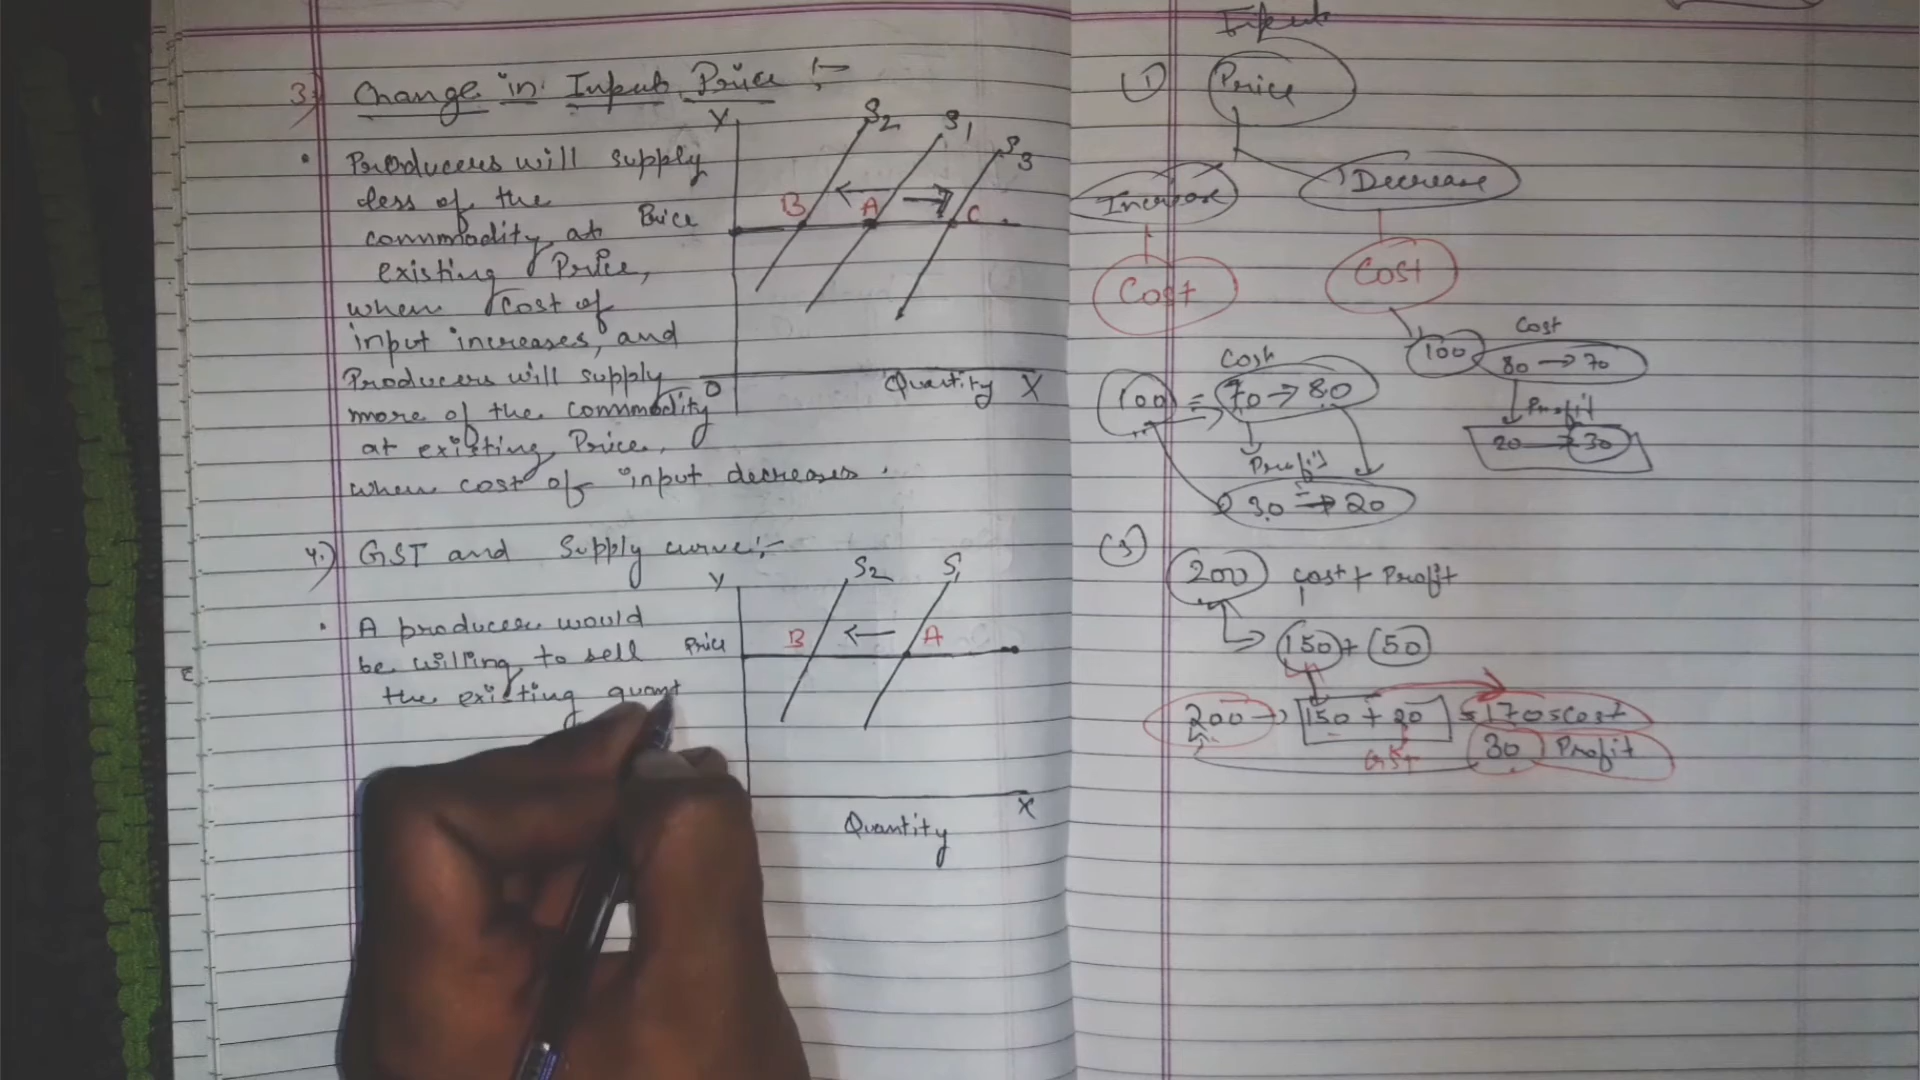 3) Change in Input Price :-
Y
S2
S1
S3
• Producers will supply
less of the
commodity at
existing Price,
when cost of
input increases, and
Producers will supply
more of the commodity
at existing Price,
when cost of input decreases.
Price
B
A
C
O
Quantity X
4.) GST and Supply curve:-
Y
S2
S1
• A producer would
be willing to sell
the existing quant
Price
B
A
X
Quantity
Input
(1) Price
Increase
Decrease
Cost
Cost
Cost
100
80 → 70
Profit
20 → 30
Cost
100 = 70 → 80
Profit
30 → 20
200 Cost + Profit
150 + 50
200 → 150 + 20 = 170 = Cost
GST
30 Profit